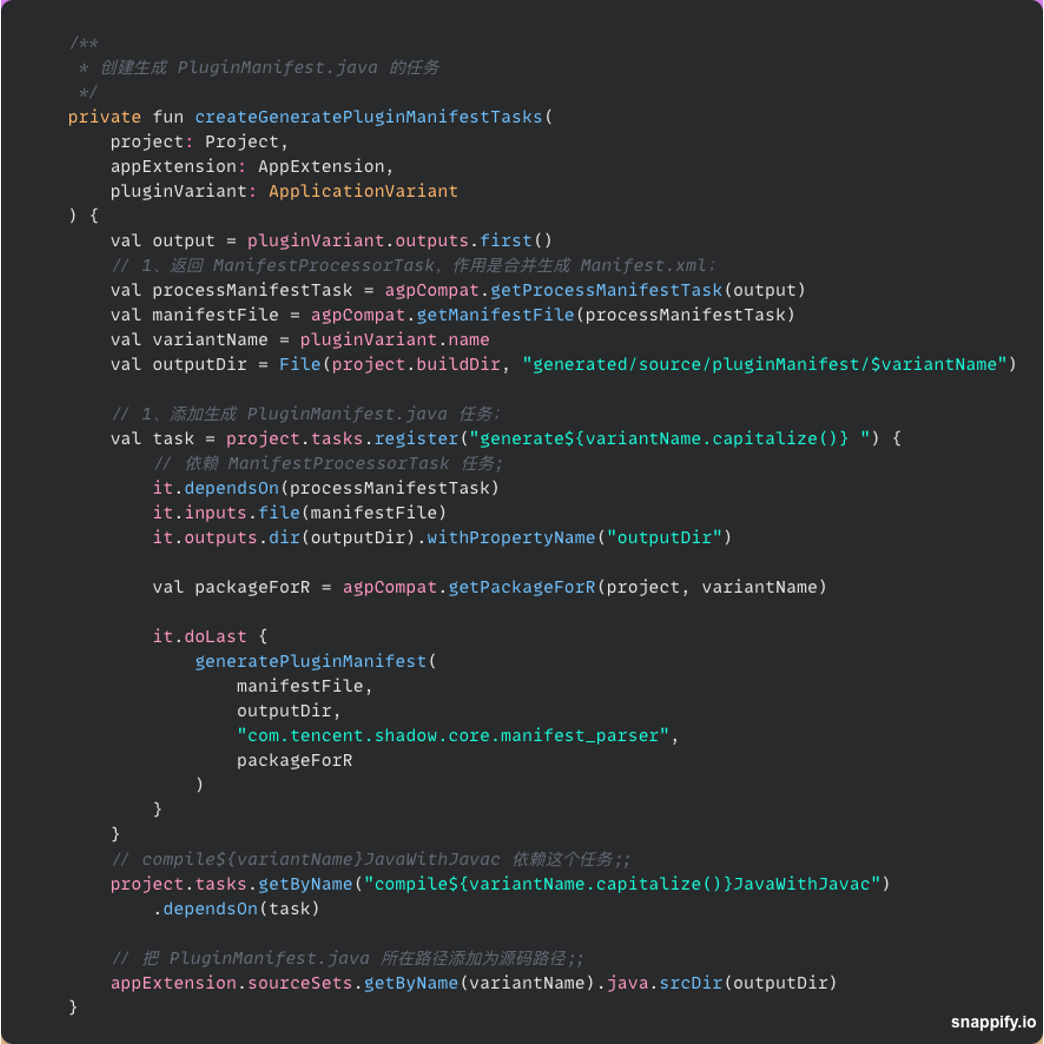 /**
 * 创建生成 PluginManifest.java 的任务
 */
private fun createGeneratePluginManifestTasks(
    project: Project,
    appExtension: AppExtension,
    pluginVariant: ApplicationVariant
) {
    val output = pluginVariant.outputs.first()
    // 1、返回 ManifestProcessorTask，作用是合并生成 Manifest.xml；
    val processManifestTask = agpCompat.getProcessManifestTask(output)
    val manifestFile = agpCompat.getManifestFile(processManifestTask)
    val variantName = pluginVariant.name
    val outputDir = File(project.buildDir, "generated/source/pluginManifest/$variantName")

    // 1、添加生成 PluginManifest.java 任务；
    val task = project.tasks.register("generate${variantName.capitalize()} ") {
        // 依赖 ManifestProcessorTask 任务；
        it.dependsOn(processManifestTask)
        it.inputs.file(manifestFile)
        it.outputs.dir(outputDir).withPropertyName("outputDir")

        val packageForR = agpCompat.getPackageForR(project, variantName)

        it.doLast {
            generatePluginManifest(
                manifestFile,
                outputDir,
                "com.tencent.shadow.core.manifest_parser",
                packageForR
            )
        }
    }
    // compile${variantName}JavaWithJavac 依赖这个任务;;
    project.tasks.getByName("compile${variantName.capitalize()}JavaWithJavac")
        .dependsOn(task)

    // 把 PluginManifest.java 所在路径添加为源码路径;;
    appExtension.sourceSets.getByName(variantName).java.srcDir(outputDir)
}
snappify.io